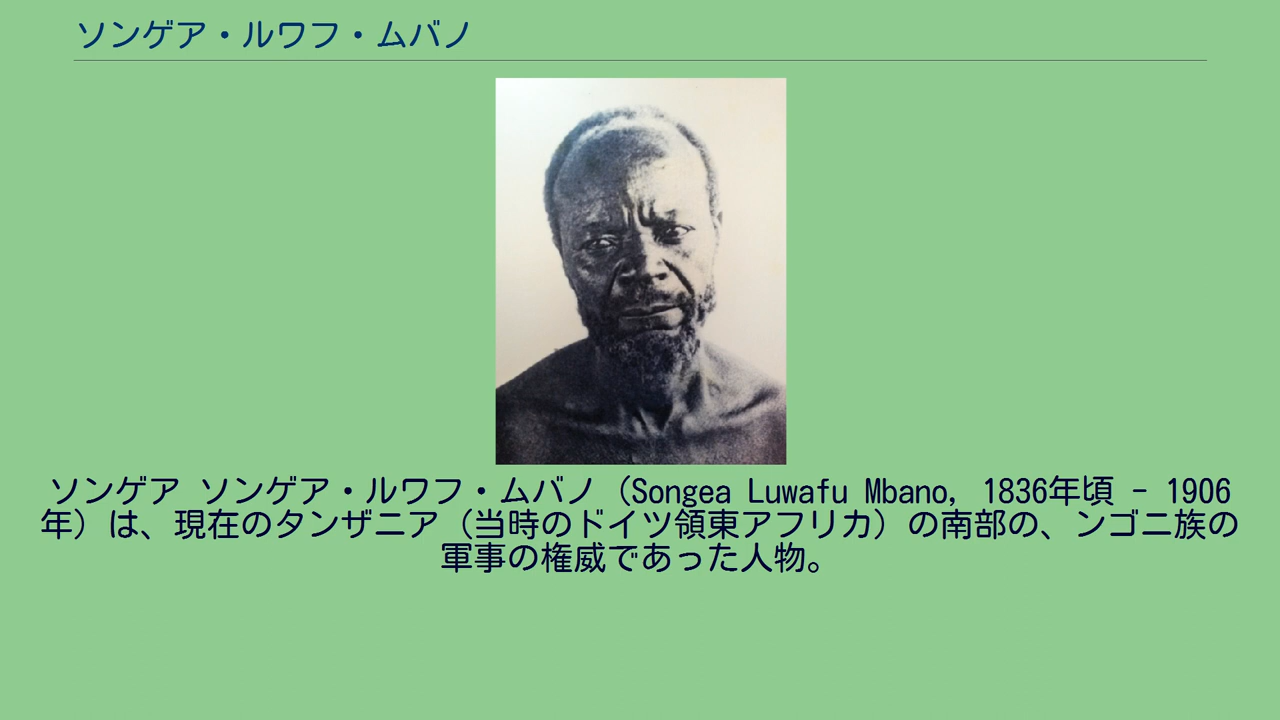 ソンゲア・ルワフ・ムバノ
ソンゲア ソンゲア・ルワフ・ムバノ（Songea Luwafu Mbano, 1836年頃 - 1906
年）は、現在のタンザニア（当時のドイツ領東アフリカ）の南部の、ンゴニ族の
軍事の権威であった人物。